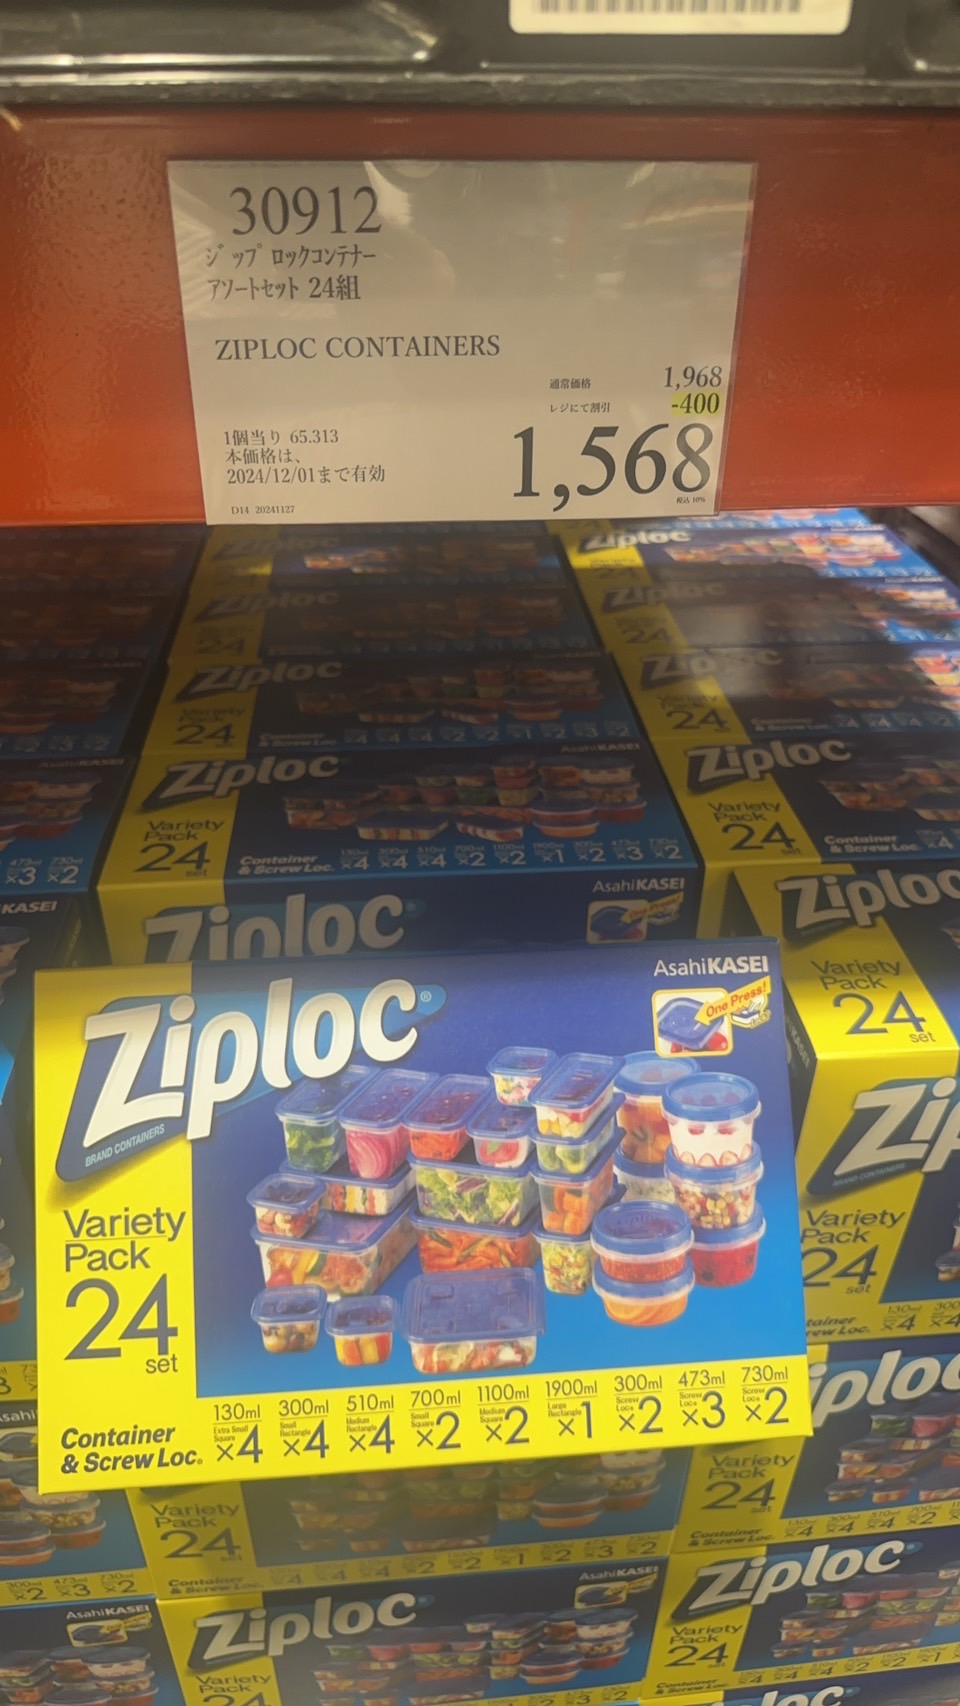 30912
ジップロックコンテナー
アソートセット 24組
ZIPLOC CONTAINERS
通常価格 1,968
レジにて割引 -400
1,568
税込 10%
1個当り 65.313
本価格は、
2024/12/01まで有効
D14 20241127
AsahiKASEI
One Press!
Ziploc®
BRAND CONTAINERS
Variety
Pack
24
set
Container
& Screw Loc®
130ml 300ml 510ml 700ml 1100ml 1900ml 300ml 473ml 730ml
Extra Small Square Small Rectangle Medium Rectangle Small Square Medium Square Large Rectangle Screw Loc® Screw Loc® Screw Loc®
×4 ×4 ×4 ×2 ×2 ×1 ×2 ×3 ×2